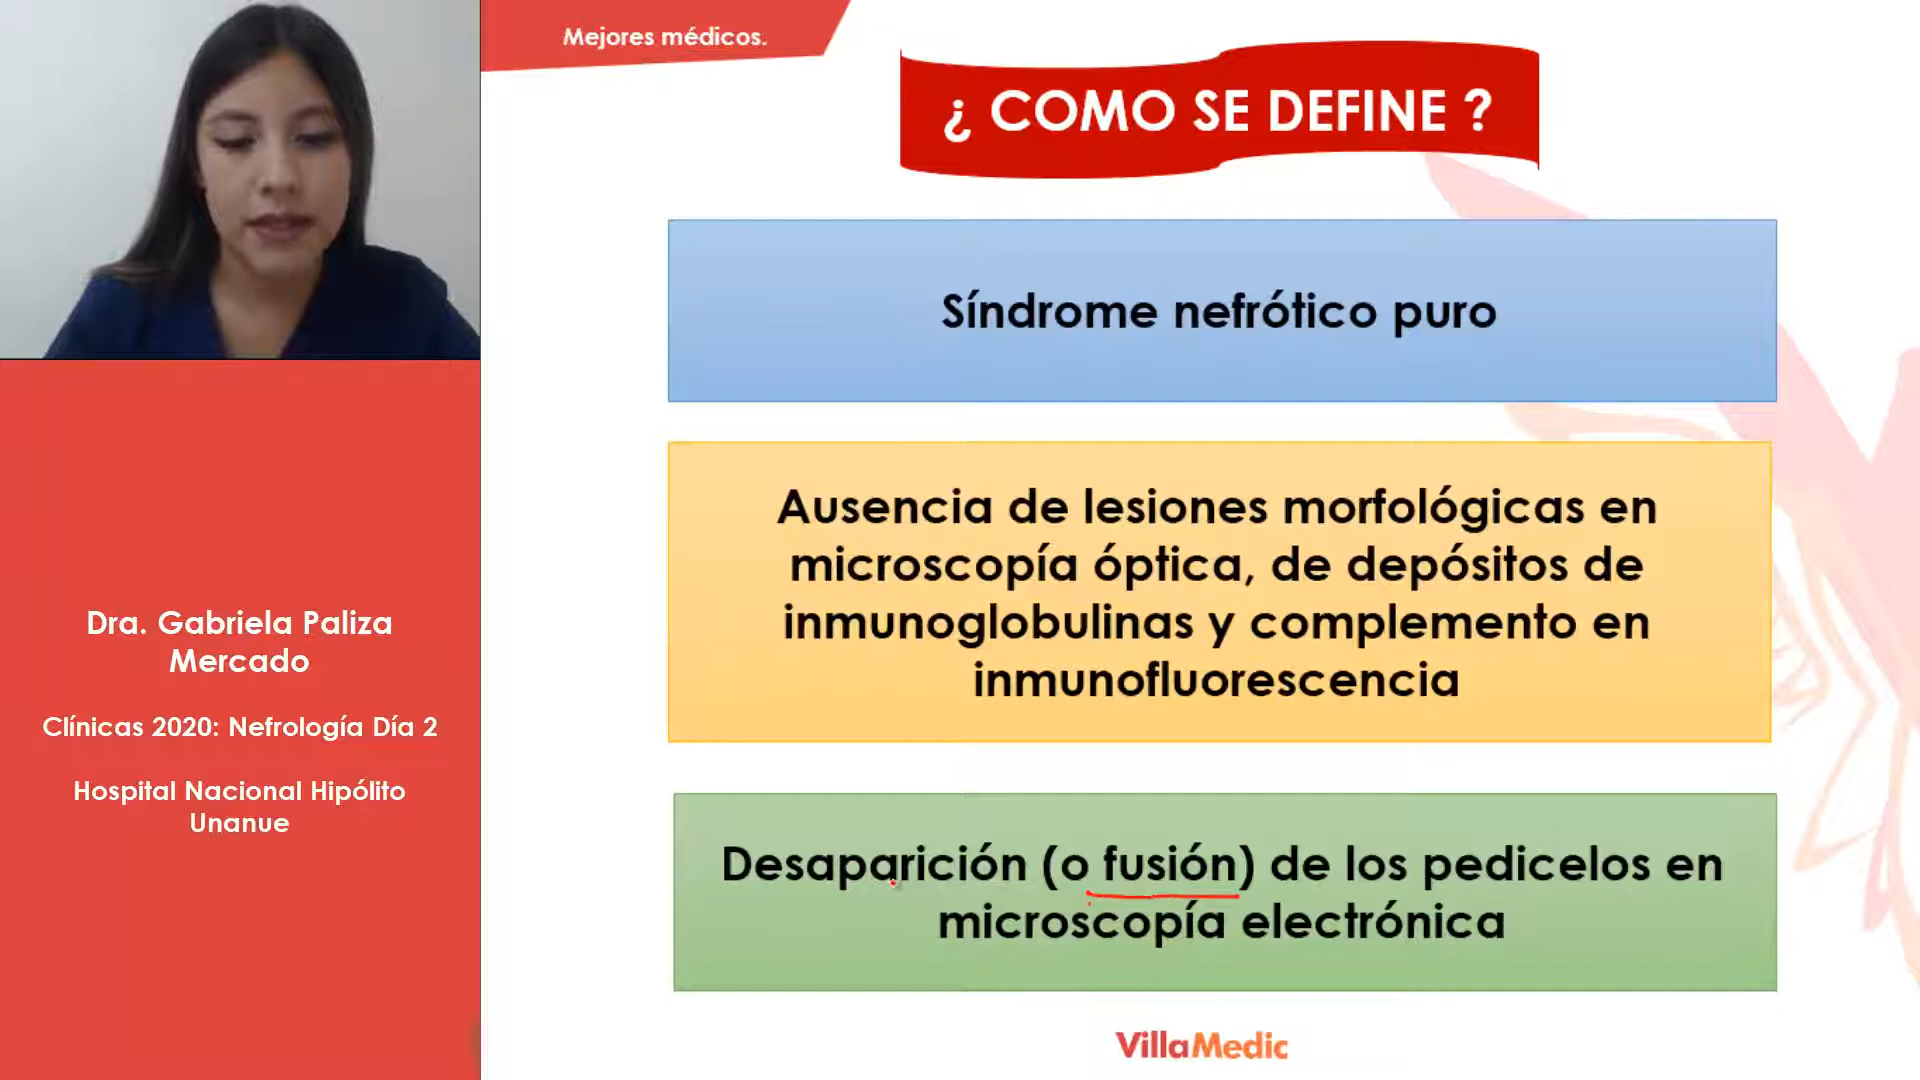 Mejores médicos.
¿ COMO SE DEFINE ?
Síndrome nefrótico puro
Ausencia de lesiones morfológicas en
microscopía óptica, de depósitos de
inmunoglobulinas y complemento en
inmunofluorescencia
Desaparición (o fusión) de los pedicelos en
microscopía electrónica
Dra. Gabriela Paliza
Mercado
Clínicas 2020: Nefrología Día 2
Hospital Nacional Hipólito
Unanue
VillaMedic